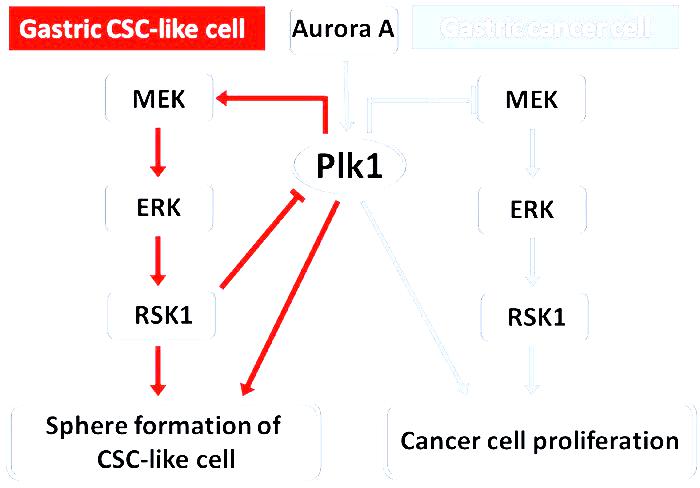 Gastric CSC-like cell
Aurora A
Gastric cancer cell
MEK
MEK
Plk1
ERK
ERK
RSK1
RSK1
Sphere formation of
CSC-like cell
Cancer cell proliferation